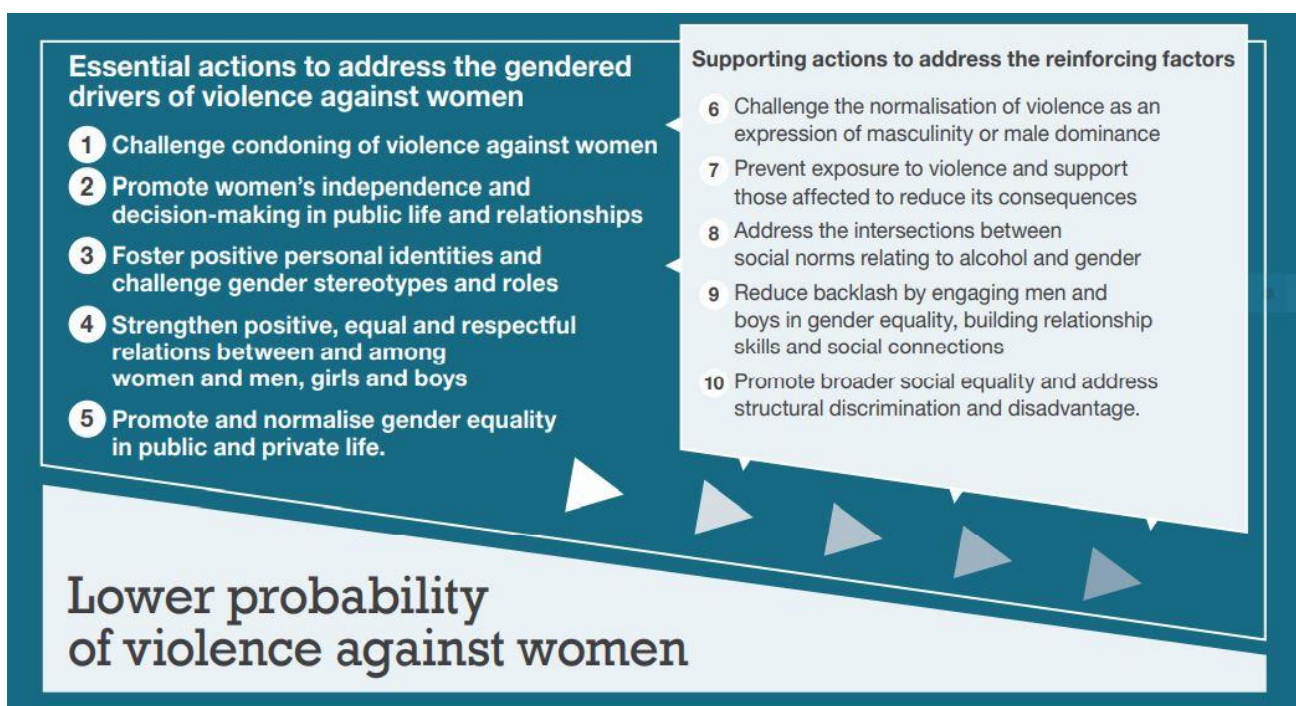 Essential actions to address the gendered
drivers of violence against women
1 Challenge condoning of violence against women
2 Promote women's independence and
decision-making in public life and relationships
3 Foster positive personal identities and
challenge gender stereotypes and roles
4 Strengthen positive, equal and respectful
relations between and among
women and men, girls and boys
5 Promote and normalise gender equality
in public and private life.
Supporting actions to address the reinforcing factors
6 Challenge the normalisation of violence as an
expression of masculinity or male dominance
7 Prevent exposure to violence and support
those affected to reduce its consequences
8 Address the intersections between
social norms relating to alcohol and gender
9 Reduce backlash by engaging men and
boys in gender equality, building relationship
skills and social connections
10 Promote broader social equality and address
structural discrimination and disadvantage.
Lower probability
of violence against women